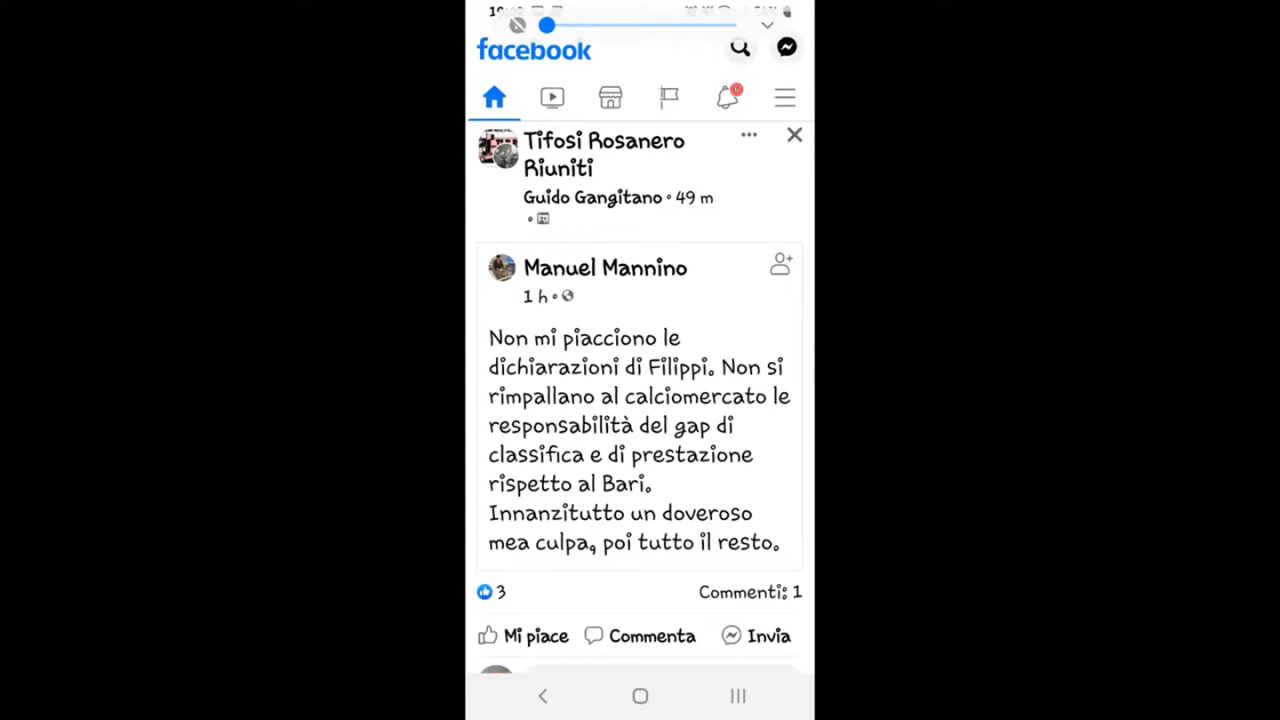 facebook
Tifosi Rosanero
Riuniti
Guido Gangitano • 49 m
Manuel Mannino
1 h •
Non mi piacciono le
dichiarazioni di Filippi. Non si
rimpallano al calciomercato le
responsabilità del gap di
classifica e di prestazione
rispetto al Bari.
Innanzitutto un doveroso
mea culpa, poi tutto il resto.
3
Commenti: 1
Mi piace
Commenta
Invia